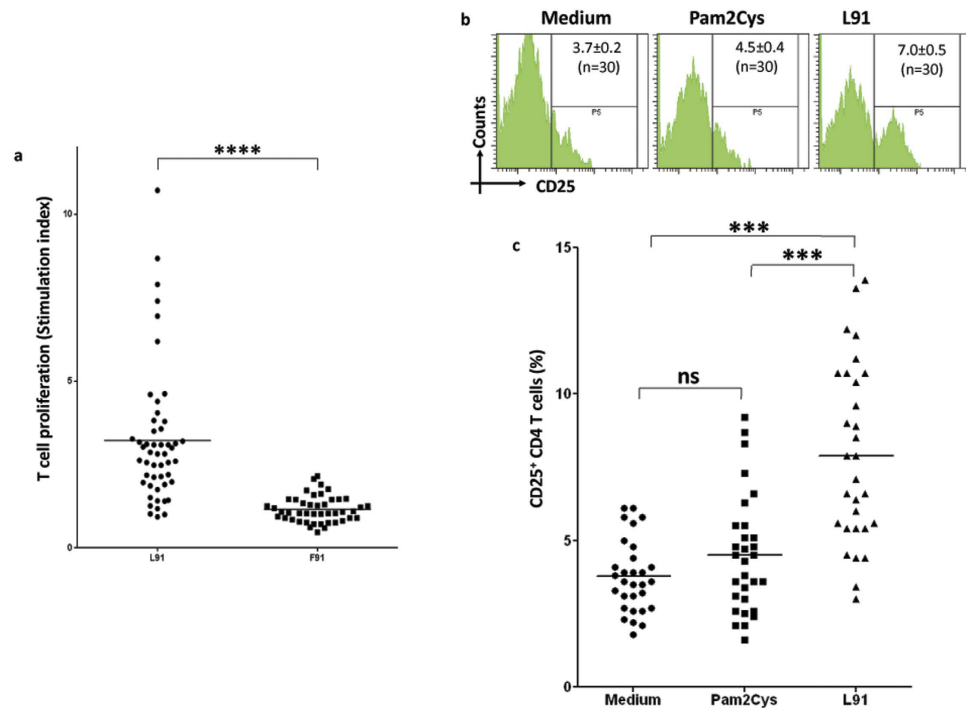 a
****
T cell proliferation (Stimulation index)
10
5
0
L91
F91
b
Medium
Pam2Cys
L91
3.7±0.2
(n=30)
P5
4.5±0.4
(n=30)
P5
7.0±0.5
(n=30)
P5
Counts
CD25
c
***
***
ns
CD25+ CD4 T cells (%)
15
10
5
0
Medium
Pam2Cys
L91